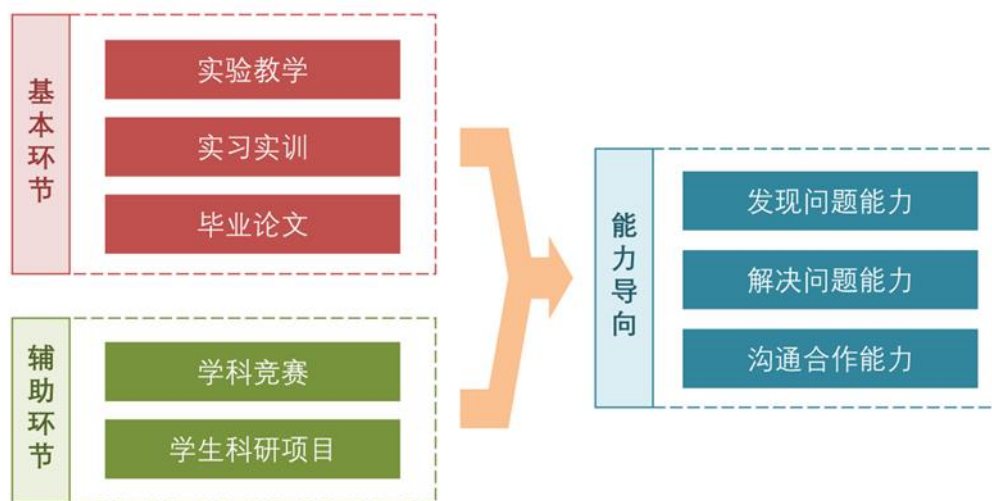 基本环节
实验教学
实习实训
毕业论文
辅助环节
学科竞赛
学生科研项目
能力导向
发现问题能力
解决问题能力
沟通合作能力